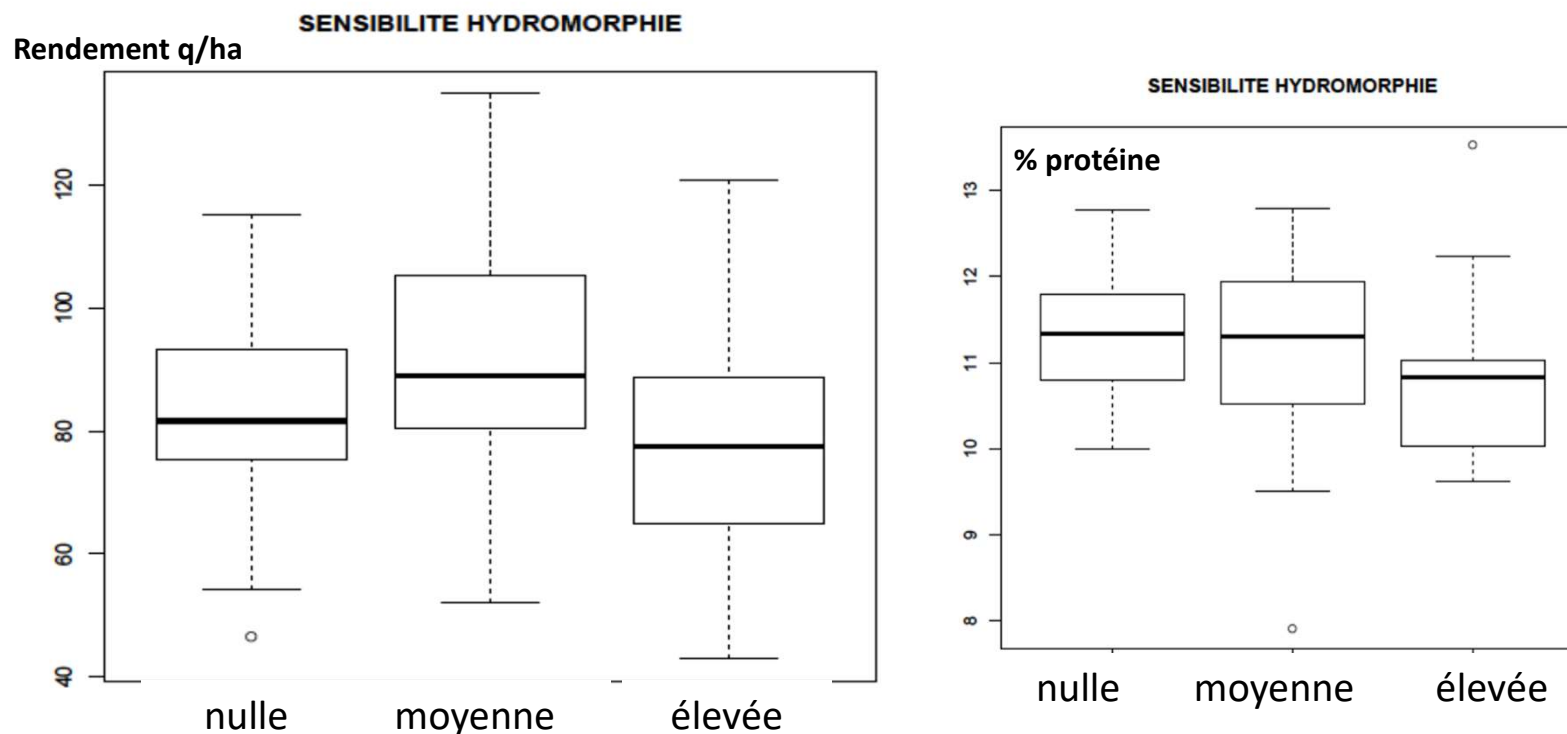 SENSIBILITE HYDROMORPHIE
Rendement q/ha
120
100
80
60
40
nulle moyenne élevée
SENSIBILITE HYDROMORPHIE
% protéine
13
12
11
10
9
8
nulle moyenne élevée